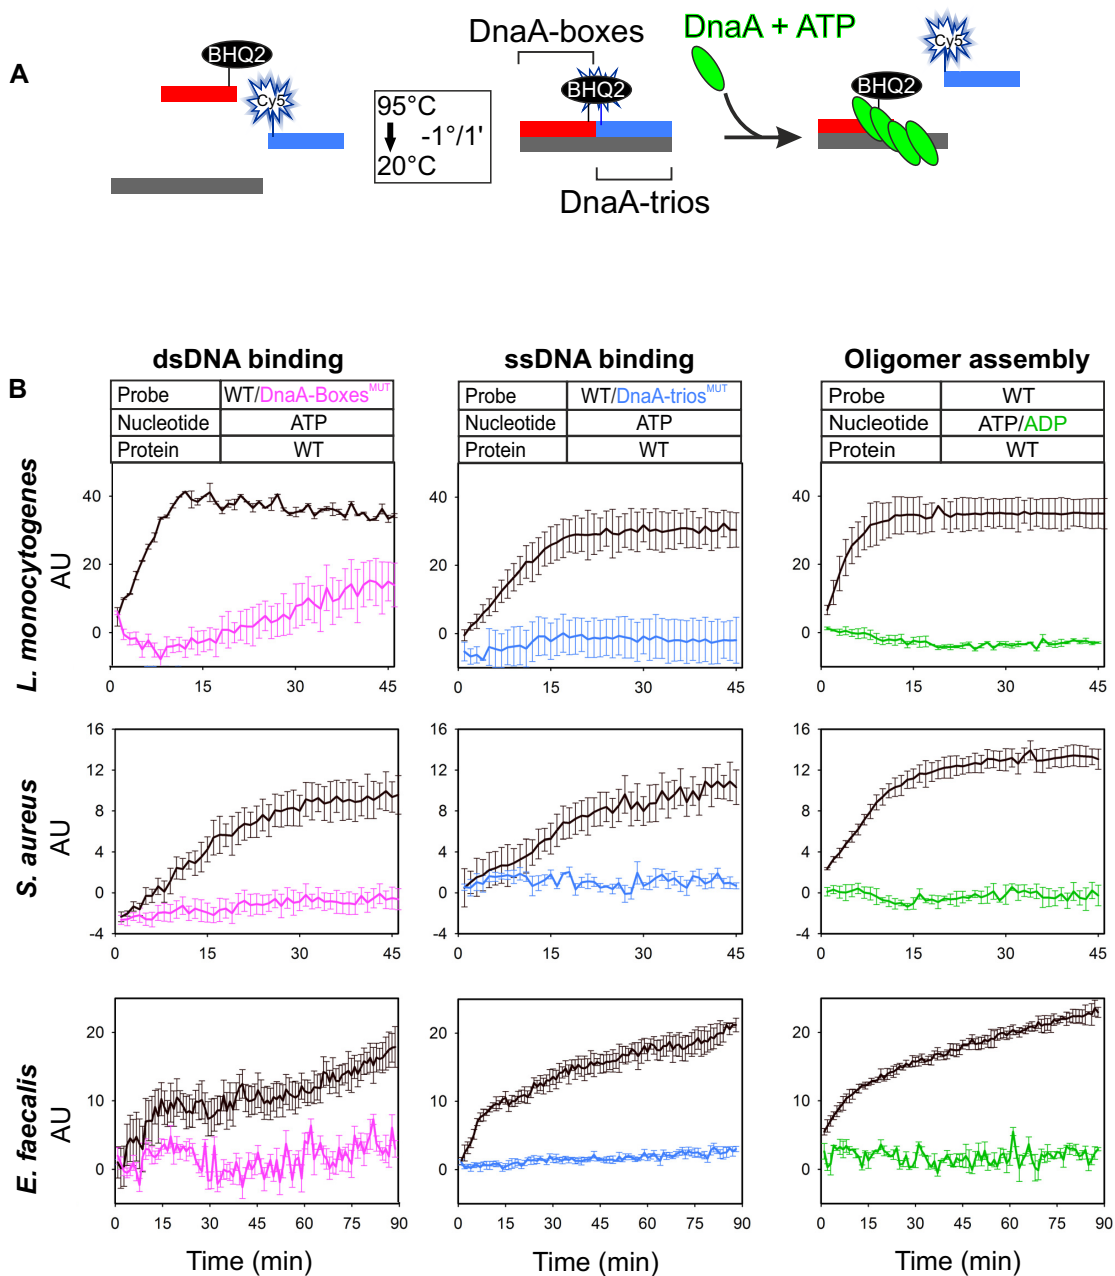 A
BHQ2
Cy5
95°C
-1°/1'
20°C
DnaA-boxes
BHQ2
DnaA-trios
DnaA + ATP
Cy5
BHQ2
B
dsDNA binding
Probe WT/DnaA-Boxes^MUT
Nucleotide ATP
Protein WT
ssDNA binding
Probe WT/DnaA-trios^MUT
Nucleotide ATP
Protein WT
Oligomer assembly
Probe WT
Nucleotide ATP/ADP
Protein WT
L. monocytogenes
AU
40
20
0
0 15 30 45
40
20
0
0 15 30 45
40
20
0
0 15 30 45
S. aureus
AU
16
12
8
4
0
-4
0 15 30 45
16
12
8
4
0
-4
0 15 30 45
16
12
8
4
0
-4
0 15 30 45
E. faecalis
AU
20
10
0
0 15 30 45 60 75 90
20
10
0
0 15 30 45 60 75 90
20
10
0
0 15 30 45 60 75 90
Time (min)
Time (min)
Time (min)